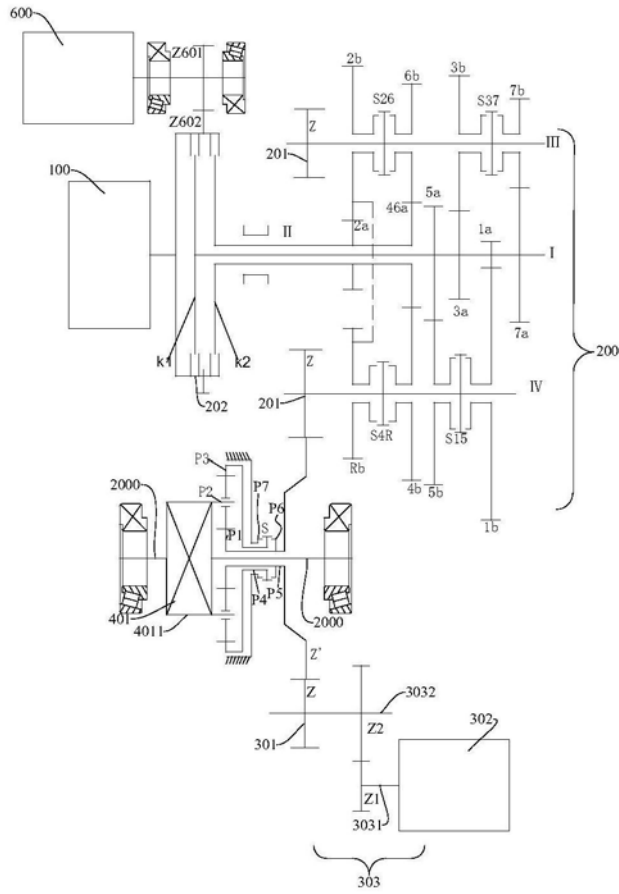 600
Z601
Z602
2b
6b
3b
7b
S26
S37
Z
III
201
200
100
5a
II
46a
1a
2a
I
3a
7a
k1
k2
Z
202
IV
201
S4R
S15
P3
Rb
4b
5b
P7
2000
P2
P6
S
1b
P1
P5
P4
2000
401
4011
Z'
Z
3032
302
301
Z2
Z1
3031
303